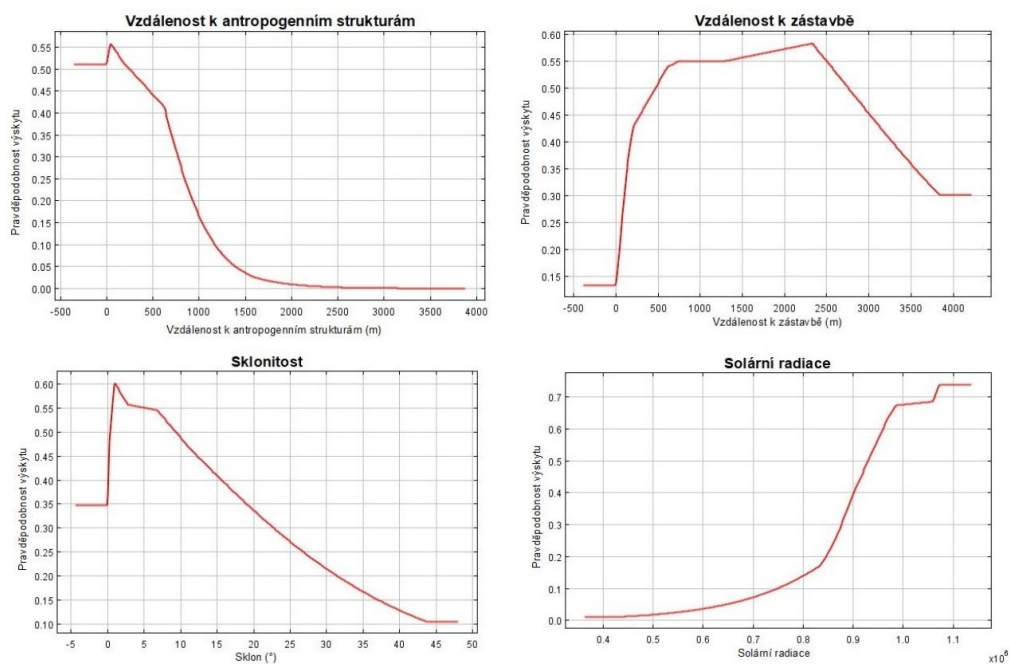 Vzdálenost k antropogenním strukturám
Pravděpodobnost výskytu
0.55
0.50
0.45
0.40
0.35
0.30
0.25
0.20
0.15
0.10
0.05
0.00
-500 0 500 1000 1500 2000 2500 3000 3500 4000
Vzdálenost k antropogenním strukturám (m)
Vzdálenost k zástavbě
Pravděpodobnost výskytu
0.60
0.55
0.50
0.45
0.40
0.35
0.30
0.25
0.20
0.15
-500 0 500 1000 1500 2000 2500 3000 3500 4000
Vzdálenost k zástavbě (m)
Sklonitost
Pravděpodobnost výskytu
0.60
0.55
0.50
0.45
0.40
0.35
0.30
0.25
0.20
0.15
0.10
-5 0 5 10 15 20 25 30 35 40 45 50
Sklon (°)
Solární radiace
Pravděpodobnost výskytu
0.7
0.6
0.5
0.4
0.3
0.2
0.1
0.0
0.4 0.5 0.6 0.7 0.8 0.9 1.0 1.1
Solární radiace
x10⁶